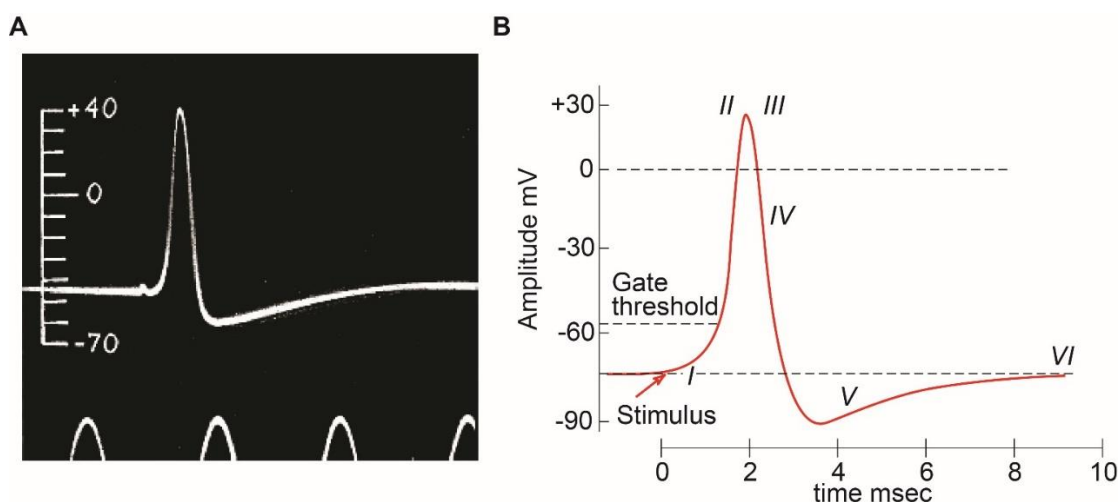 A
+40
0
-70
B
Amplitude mV
+30
0
-30
-60
-90
II
III
IV
Gate
threshold
I
Stimulus
V
VI
0
2
4
6
8
10
time msec